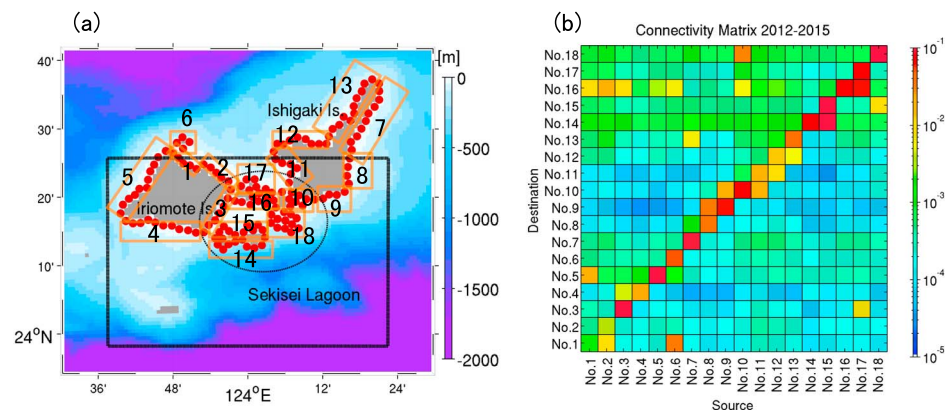 (a)
(b)
Connectivity Matrix 2012-2015
[m]
40'
30'
20'
10'
24°N
36'
48'
124°E
12'
24'
0
-500
-1000
-1500
-2000
13
Ishigaki Is
7
12
6
5
1
2
17
11
8
Iriomote Is
3
16
10
9
4
15
18
14
Sekisei Lagoon
Destination
No.18
No.17
No.16
No.15
No.14
No.13
No.12
No.11
No.10
No.9
No.8
No.7
No.6
No.5
No.4
No.3
No.2
No.1
No.1
No.2
No.3
No.4
No.5
No.6
No.7
No.8
No.9
No.10
No.11
No.12
No.13
No.14
No.15
No.16
No.17
No.18
Source
10⁻¹
10⁻²
10⁻³
10⁻⁴
10⁻⁵